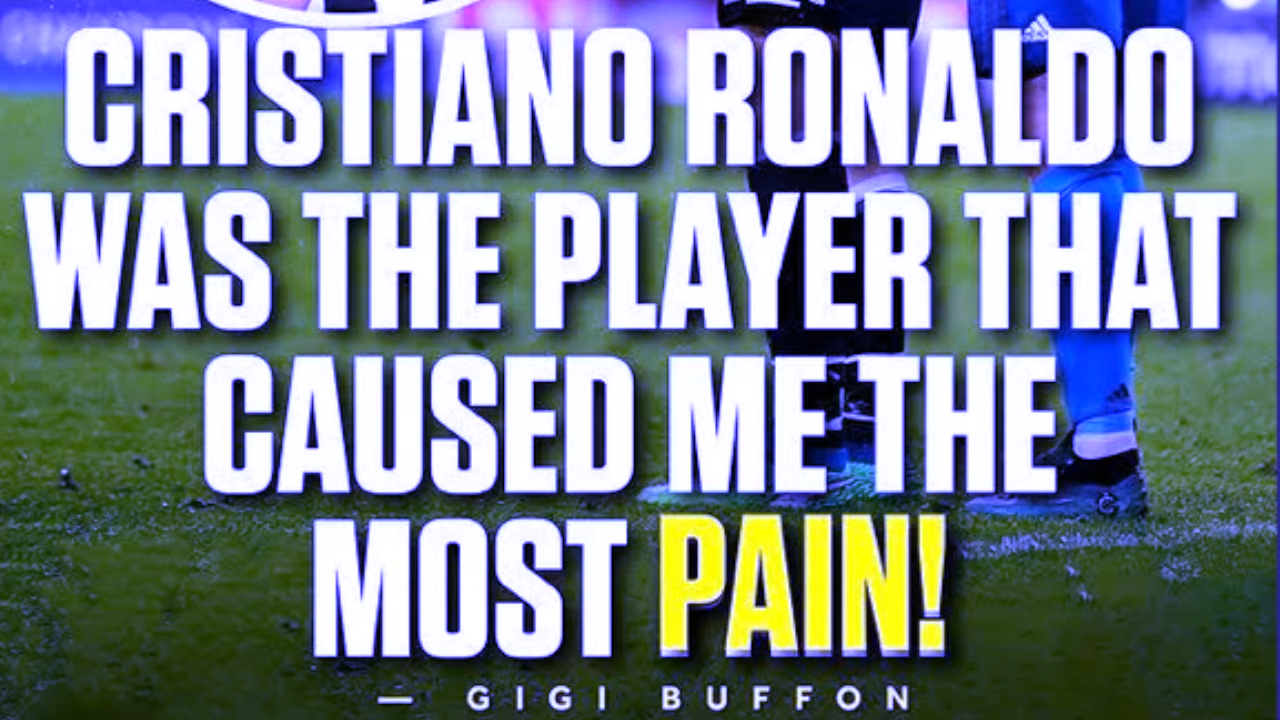 CRISTIANO RONALDO
WAS THE PLAYER THAT
CAUSED ME THE
MOST PAIN!
— GIGI BUFFON